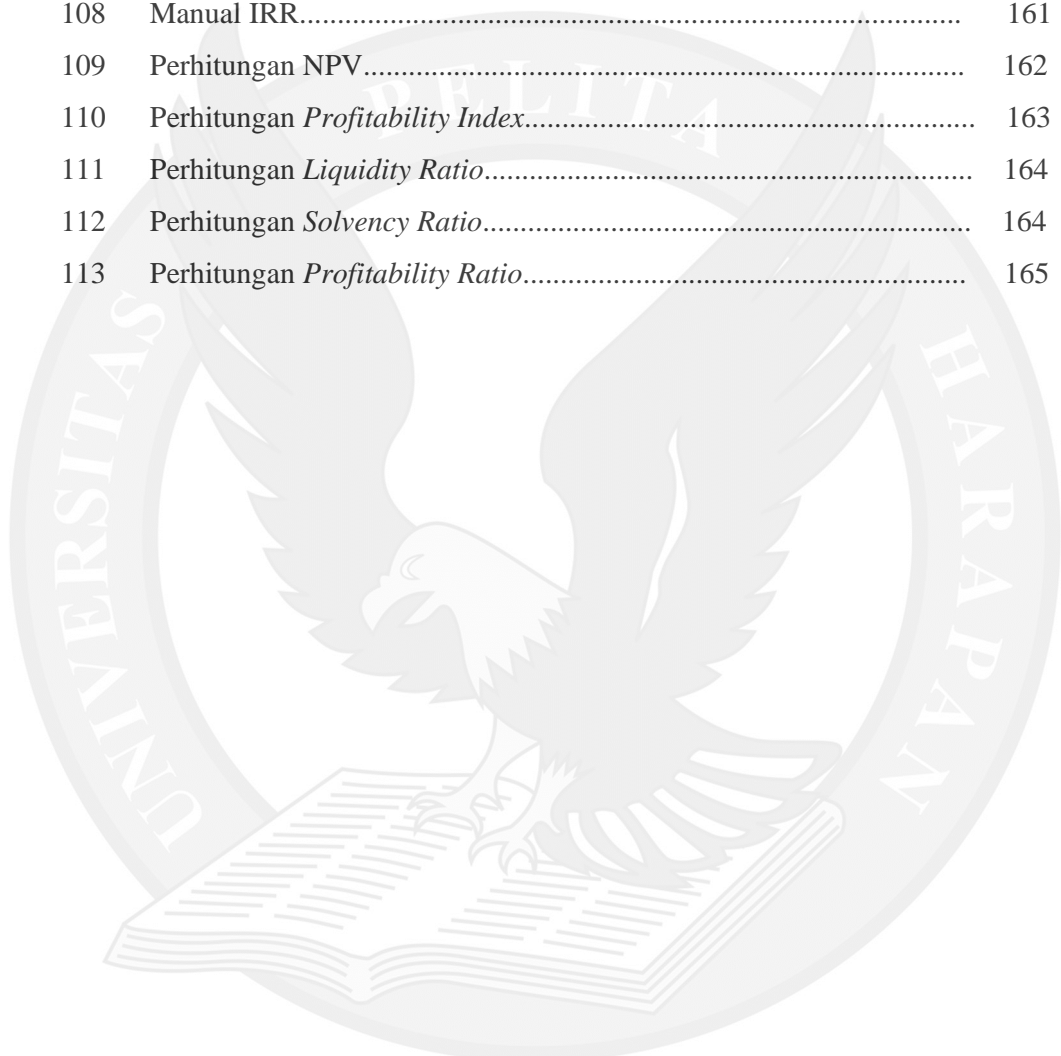 108 Manual IRR........................................................................................ 161
109 Perhitungan NPV................................................................................ 162
110 Perhitungan Profitability Index............................................................ 163
111 Perhitungan Liquidity Ratio................................................................. 164
112 Perhitungan Solvency Ratio................................................................. 164
113 Perhitungan Profitability Ratio........................................................... 165
UNIVERSITAS PELITA HARAPAN